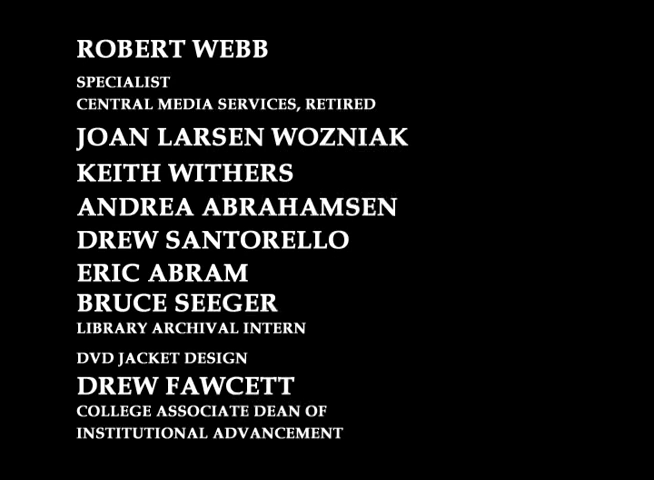 ROBERT WEBB
SPECIALIST
CENTRAL MEDIA SERVICES, RETIRED
JOAN LARSEN WOZNIAK
KEITH WITHERS
ANDREA ABRAHAMSEN
DREW SANTORELLO
ERIC ABRAM
BRUCE SEEGER
LIBRARY ARCHIVAL INTERN
DVD JACKET DESIGN
DREW FAWCETT
COLLEGE ASSOCIATE DEAN OF
INSTITUTIONAL ADVANCEMENT